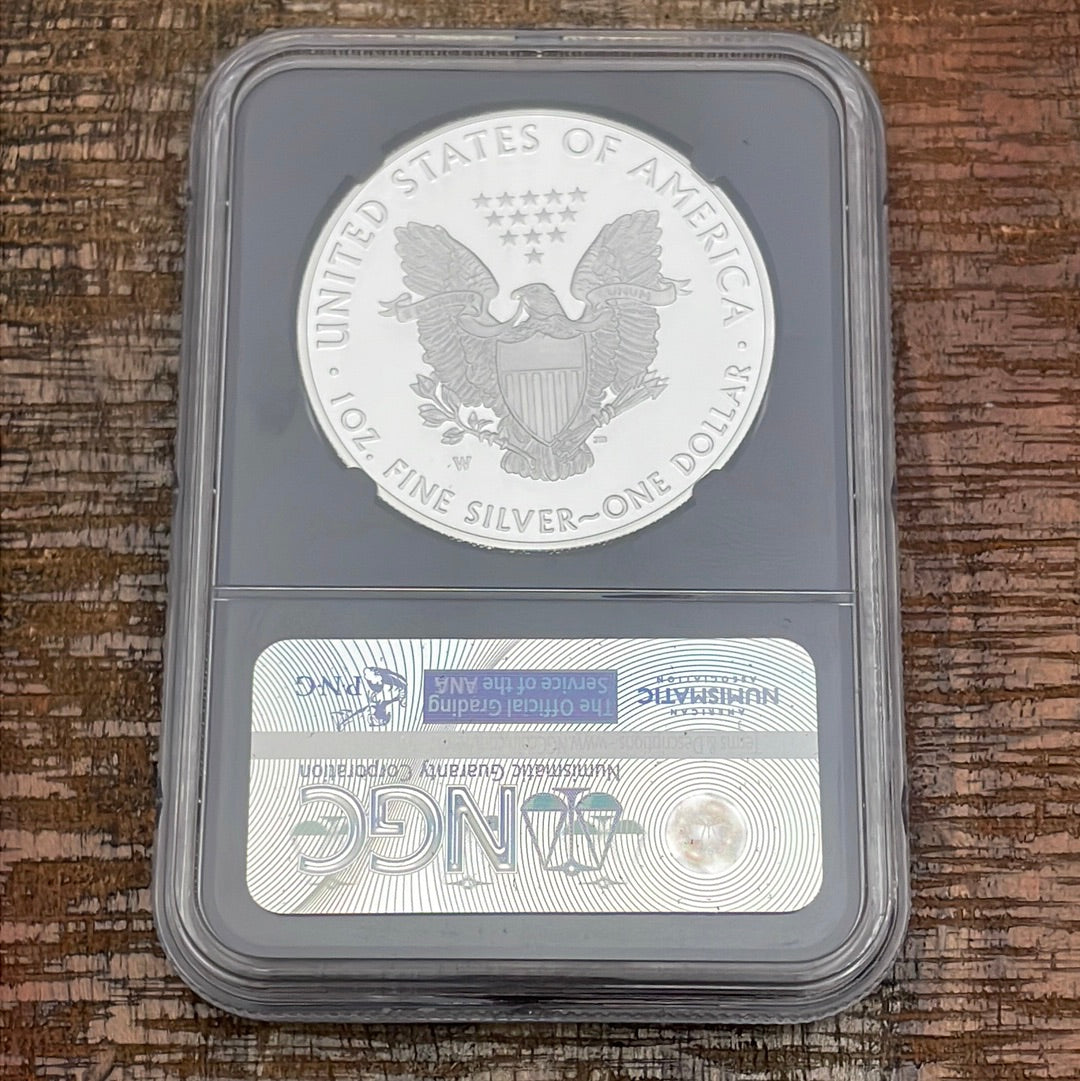 UNITED STATES OF AMERICA
UNUM
W
· 1 OZ. FINE SILVER~ONE DOLLAR ·
NGC
Numismatic Guaranty Corporation
AMERICAN
NUMISMATIC
ASSOCIATION
The Official Grading
Service of the ANA
P·N·G